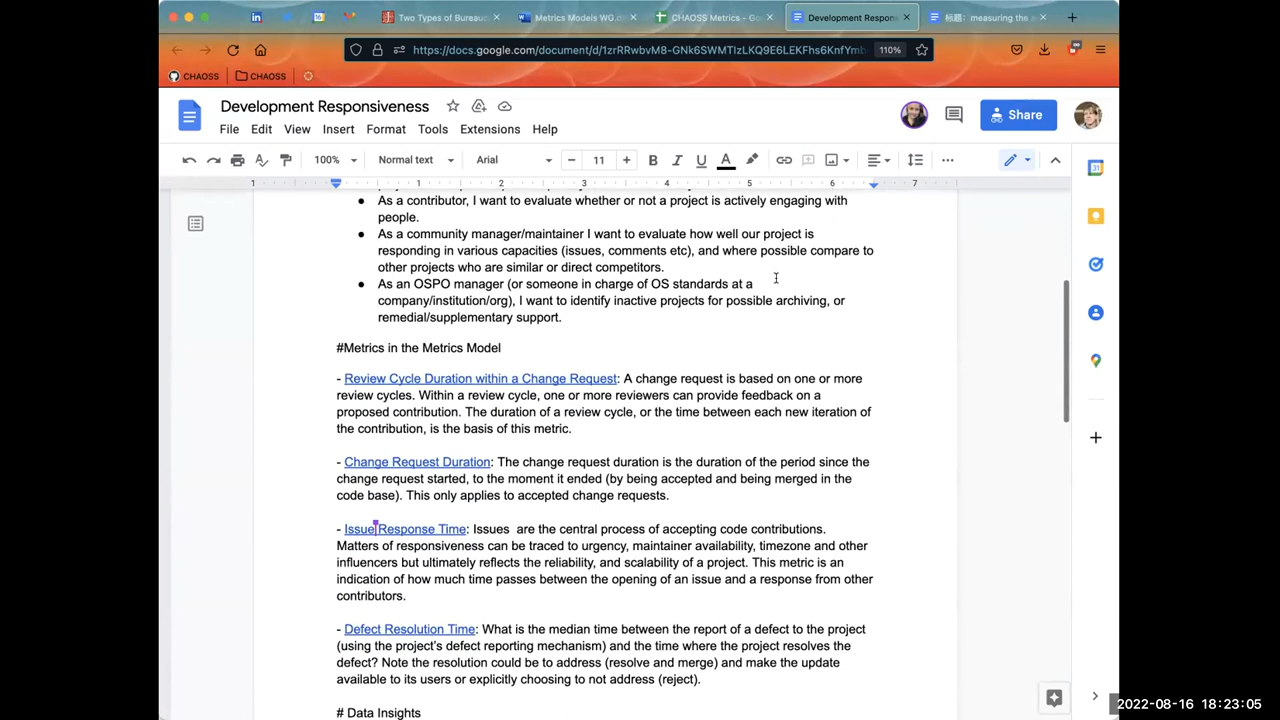 Two Types of Bureauc
Metrics Models WG.d
CHAOSS Metrics - Go
Development Respons
标题：measuring the
https://docs.google.com/document/d/1zrRRwbvM8-GNk6SWMTIzLKQ9E6LEKFhs6KnfYm
110%
CHAOSS
CHAOSS
Development Responsiveness
File Edit View Insert Format Tools Extensions Help
Share
100% Normal text Arial 11
1 1 2 3 4 5 6 7
As a contributor, I want to evaluate whether or not a project is actively engaging with
people.
As a community manager/maintainer I want to evaluate how well our project is
responding in various capacities (issues, comments etc), and where possible compare to
other projects who are similar or direct competitors.
As an OSPO manager (or someone in charge of OS standards at a
company/institution/org), I want to identify inactive projects for possible archiving, or
remedial/supplementary support.
#Metrics in the Metrics Model
- Review Cycle Duration within a Change Request: A change request is based on one or more
review cycles. Within a review cycle, one or more reviewers can provide feedback on a
proposed contribution. The duration of a review cycle, or the time between each new iteration of
the contribution, is the basis of this metric.
- Change Request Duration: The change request duration is the duration of the period since the
change request started, to the moment it ended (by being accepted and being merged in the
code base). This only applies to accepted change requests.
- Issue Response Time: Issues are the central process of accepting code contributions.
Matters of responsiveness can be traced to urgency, maintainer availability, timezone and other
influencers but ultimately reflects the reliability, and scalability of a project. This metric is an
indication of how much time passes between the opening of an issue and a response from other
contributors.
- Defect Resolution Time: What is the median time between the report of a defect to the project
(using the project's defect reporting mechanism) and the time where the project resolves the
defect? Note the resolution could be to address (resolve and merge) and make the update
available to its users or explicitly choosing to not address (reject).
# Data Insights
2022-08-16 18:23:05